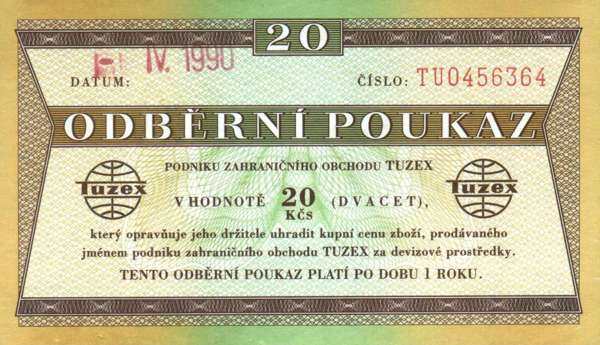 20
IV. 1990
DATUM:
ČÍSLO: TU0456364
ODBĚRNÍ POUKAZ
PODNIKU ZAHRANIČNÍHO OBCHODU TUZEX
Tuzex
V HODNOTĚ 20 KČS (DVACET),
Tuzex
který opravňuje jeho držitele uhradit kupní cenu zboží, prodávaného
jménem podniku zahraničního obchodu TUZEX za devizové prostředky.
TENTO ODBĚRNÍ POUKAZ PLATÍ PO DOBU 1 ROKU.